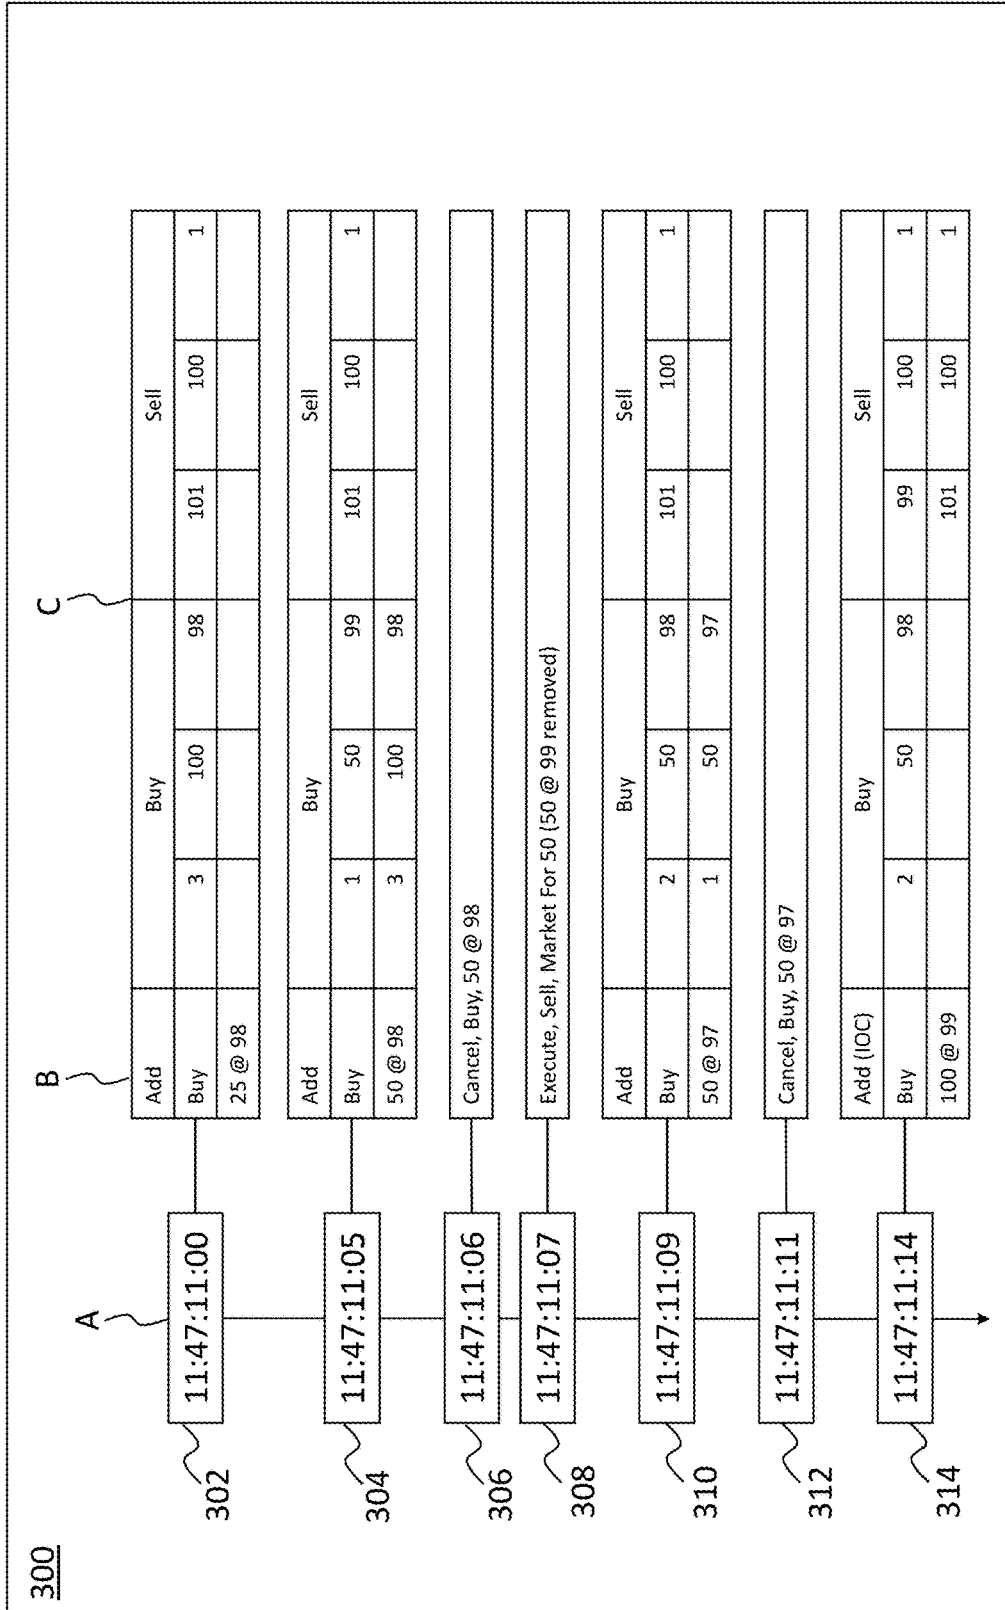 300
A B C
Add Buy Sell
302 11:47:11:00 Buy 3 100 98 101 100 1
25 @ 98
Add Buy Sell
304 11:47:11:05 Buy 1 50 99 101 100 1
50 @ 98 3 100 98
306 11:47:11:06 Cancel, Buy, 50 @ 98
308 11:47:11:07 Execute, Sell, Market For 50 (50 @ 99 removed)
Add Buy Sell
310 11:47:11:09 Buy 2 50 98 101 100 1
50 @ 97 1 50 97
312 11:47:11:11 Cancel, Buy, 50 @ 97
Add (IOC) Buy Sell
314 11:47:11:14 Buy 2 50 98 99 100 1
100 @ 99 101 100 1